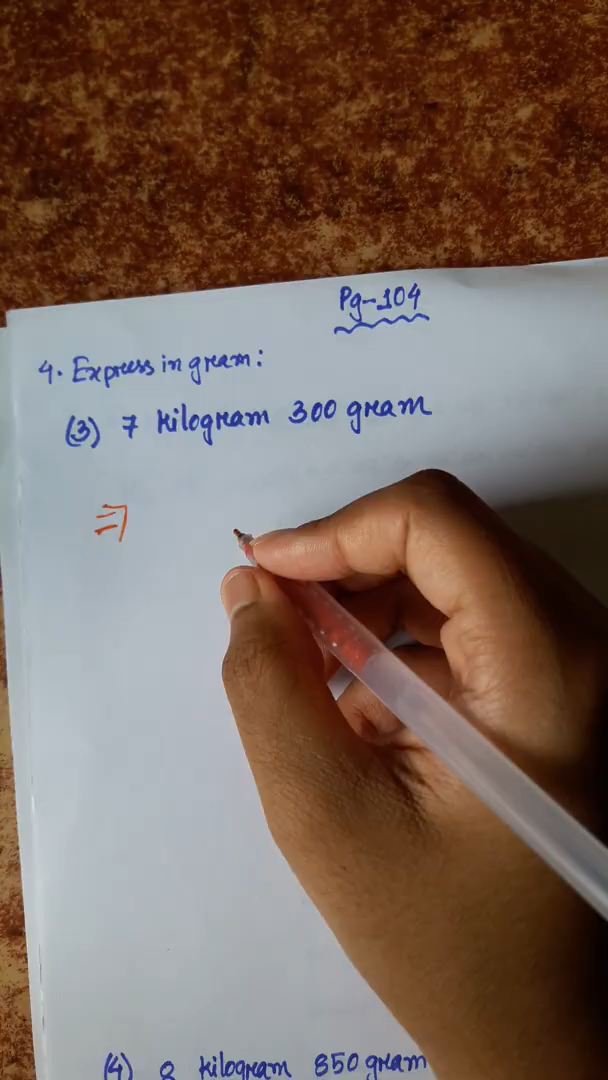 Pg-104
4. Express in gram:
(3) 7 kilogram 300 gram
⇒
(4) 8 kilogram 850 gram